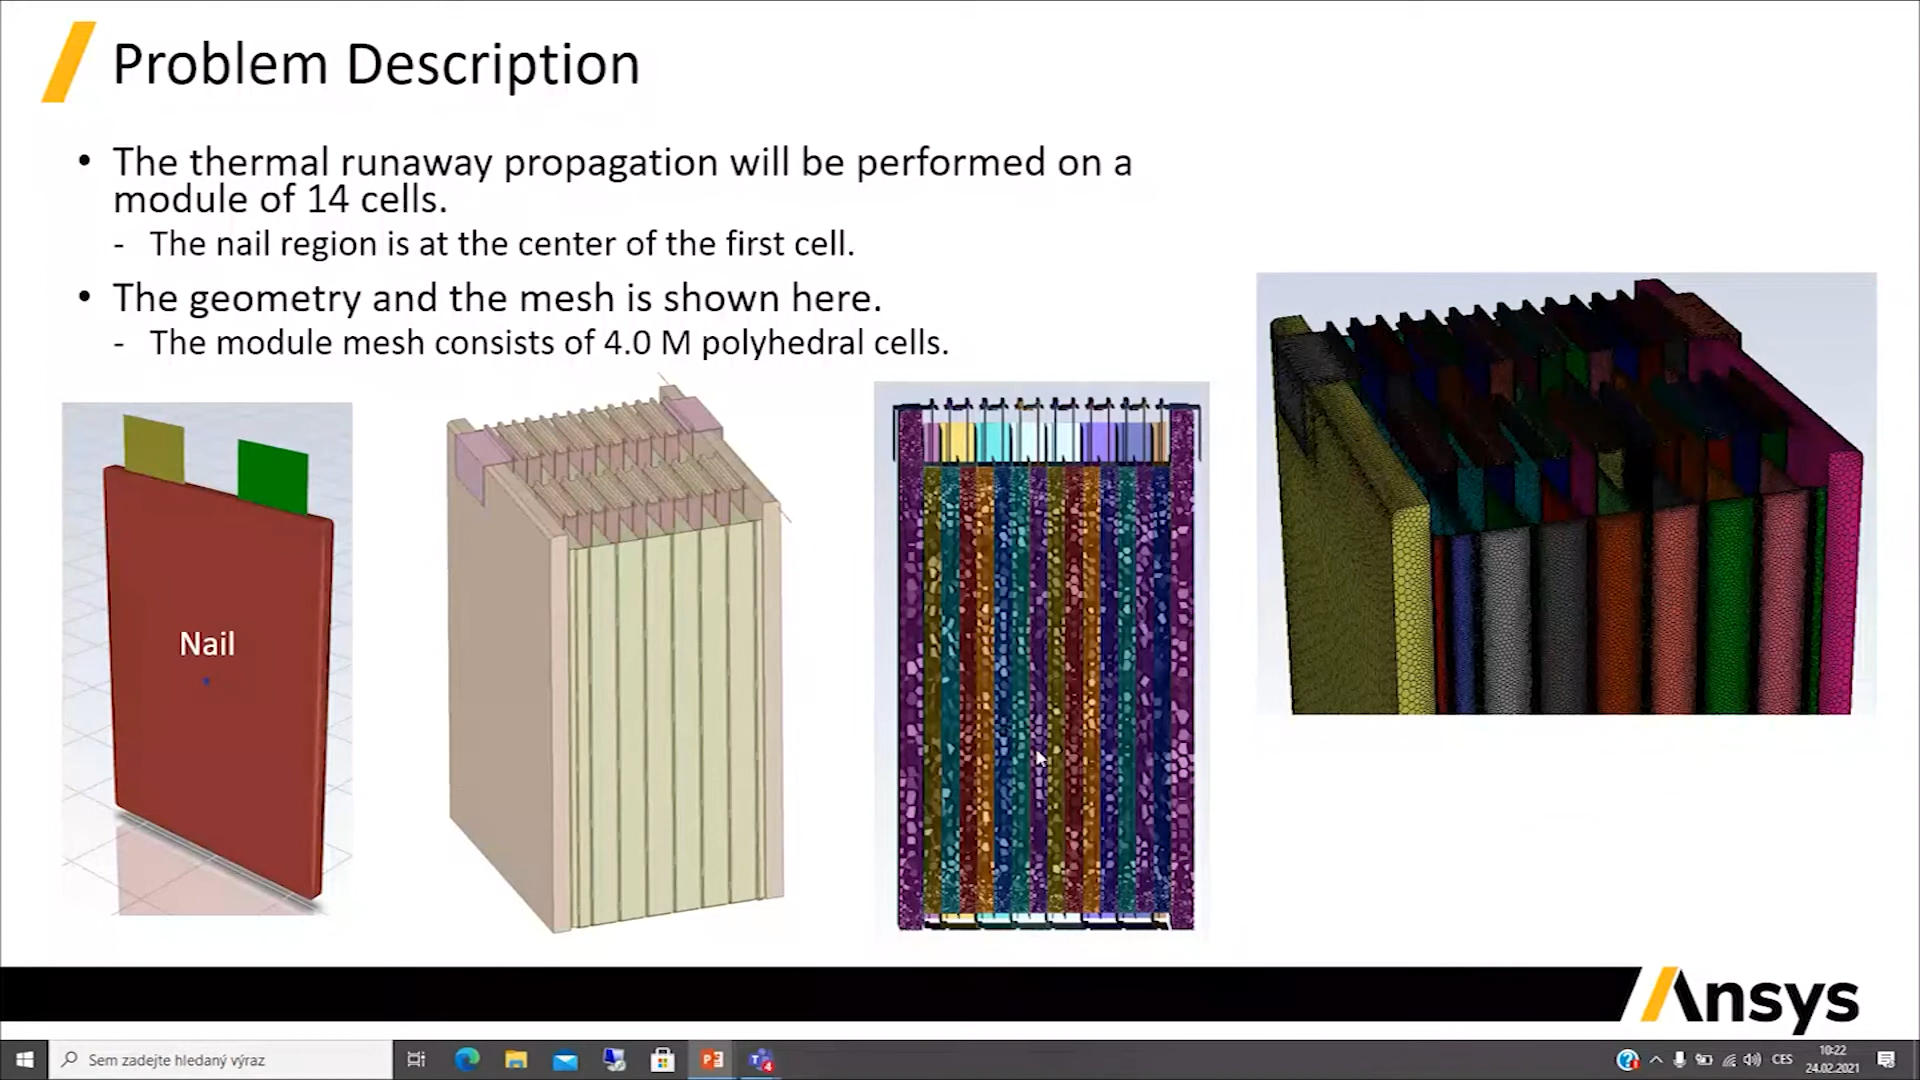 Problem Description
• The thermal runaway propagation will be performed on a
module of 14 cells.
- The nail region is at the center of the first cell.
• The geometry and the mesh is shown here.
- The module mesh consists of 4.0 M polyhedral cells.
Nail
Ansys
Sem zadejte hledaný výraz
4
CES
10:22
24.02.2021